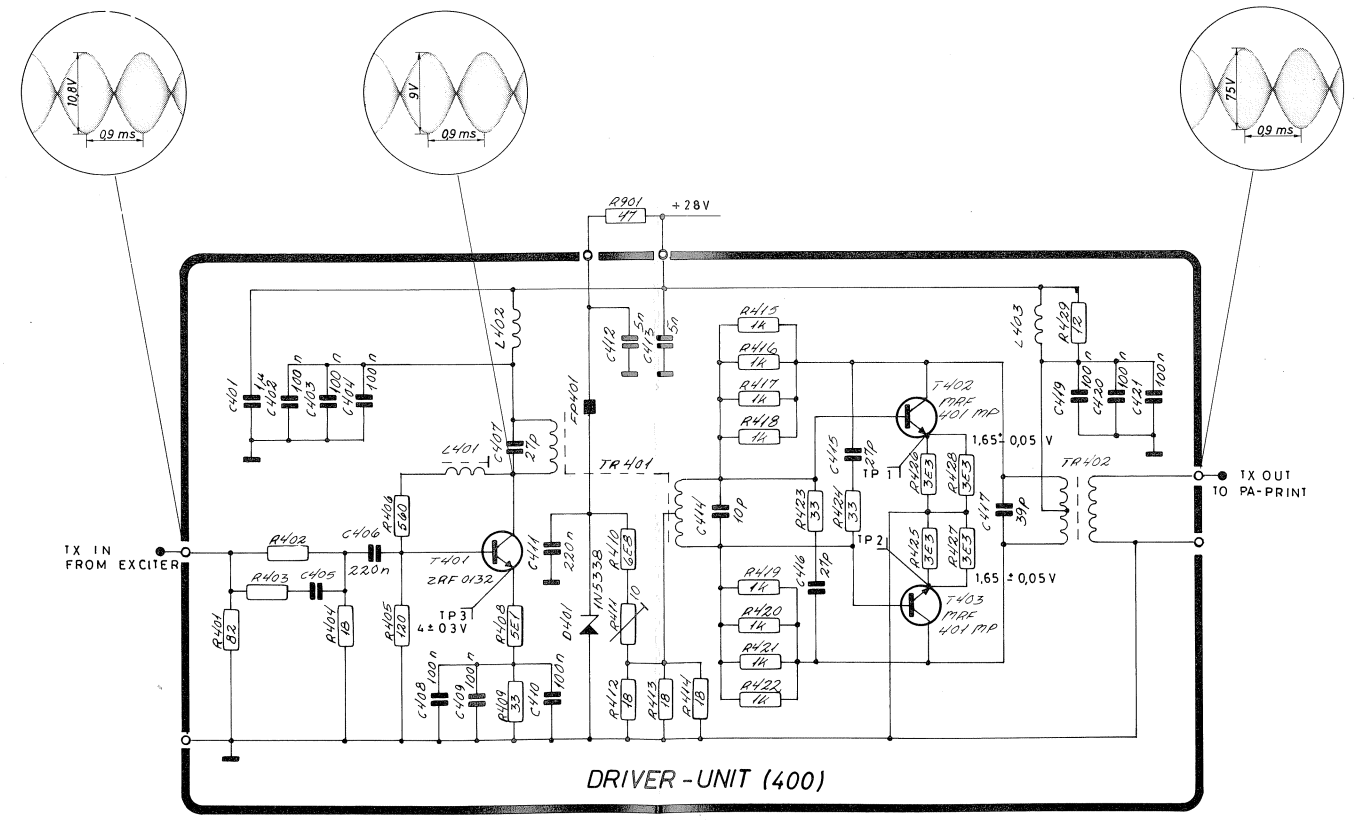 10,8V
0,9 ms
9V
0,9 ms
75V
0,9 ms
R901
47
+28V
C401
1µ
C402
100n
C403
100n
C404
100n
L402
C407
27p
L401
FP401
C412
5n
C413
5n
TR401
R415
1k
R416
1k
R417
1k
R418
1k
T402
MRF
401 MP
1,65 ± 0,05 V
TP 1
L403
R429
12
C419
100n
C420
100n
C421
100n
TR402
TX OUT
TO PA-PRINT
TX IN
FROM EXCITER
R402
R403
C405
R401
82
R404
18
C406
220n
R406
560
R405
120
T401
2RF 0132
TP3
4 ± 0,3V
R408
5E1
C408
100n
C409
100n
R409
33
C410
100n
C411
220n
D401
1N5338
R410
6E8
R411
10
R412
18
R413
18
R414
18
C414
10p
R423
33
R424
33
C415
27p
C416
27p
R426
3E3
R428
3E3
R425
3E3
R427
3E3
C417
39p
TP2
1,65 ± 0,05V
T403
MRF
401 MP
R419
1k
R420
1k
R421
1k
R422
1k
DRIVER-UNIT (400)